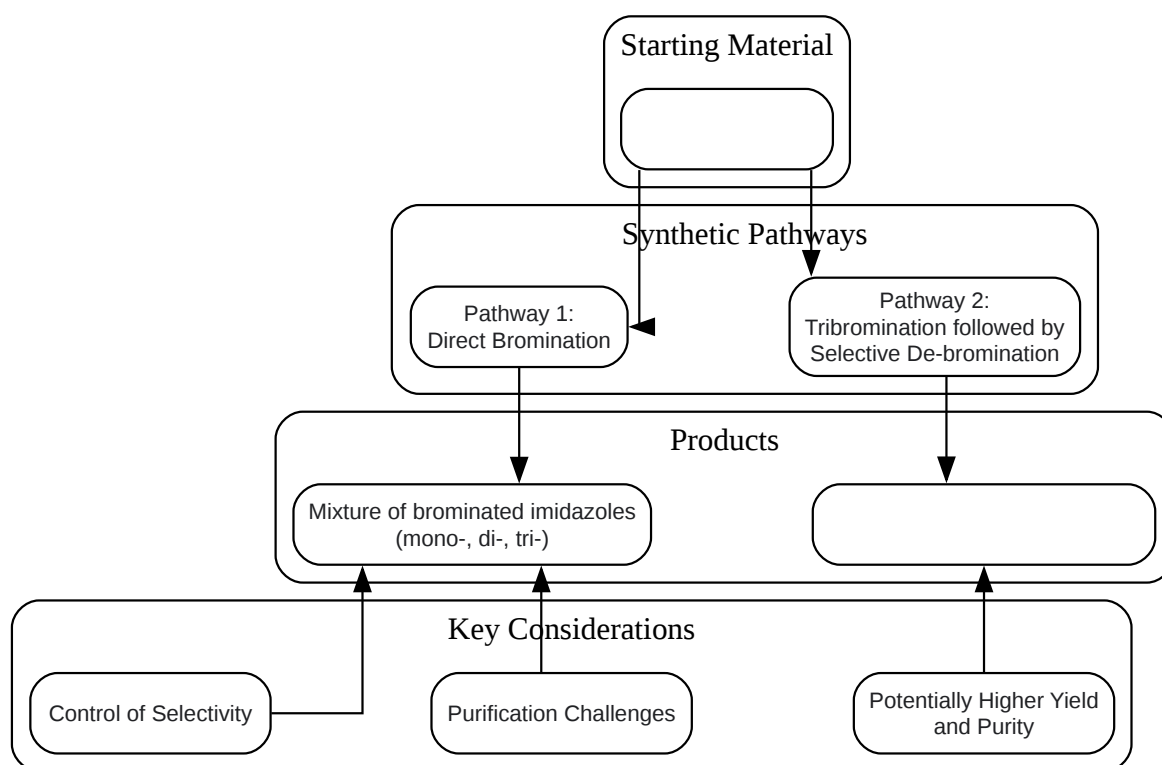 Starting Material
Synthetic Pathways
Pathway 1:
Direct Bromination
Pathway 2:
Tribromination followed by
Selective De-bromination
Products
Mixture of brominated imidazoles
(mono-, di-, tri-)
Key Considerations
Control of Selectivity
Purification Challenges
Potentially Higher Yield
and Purity